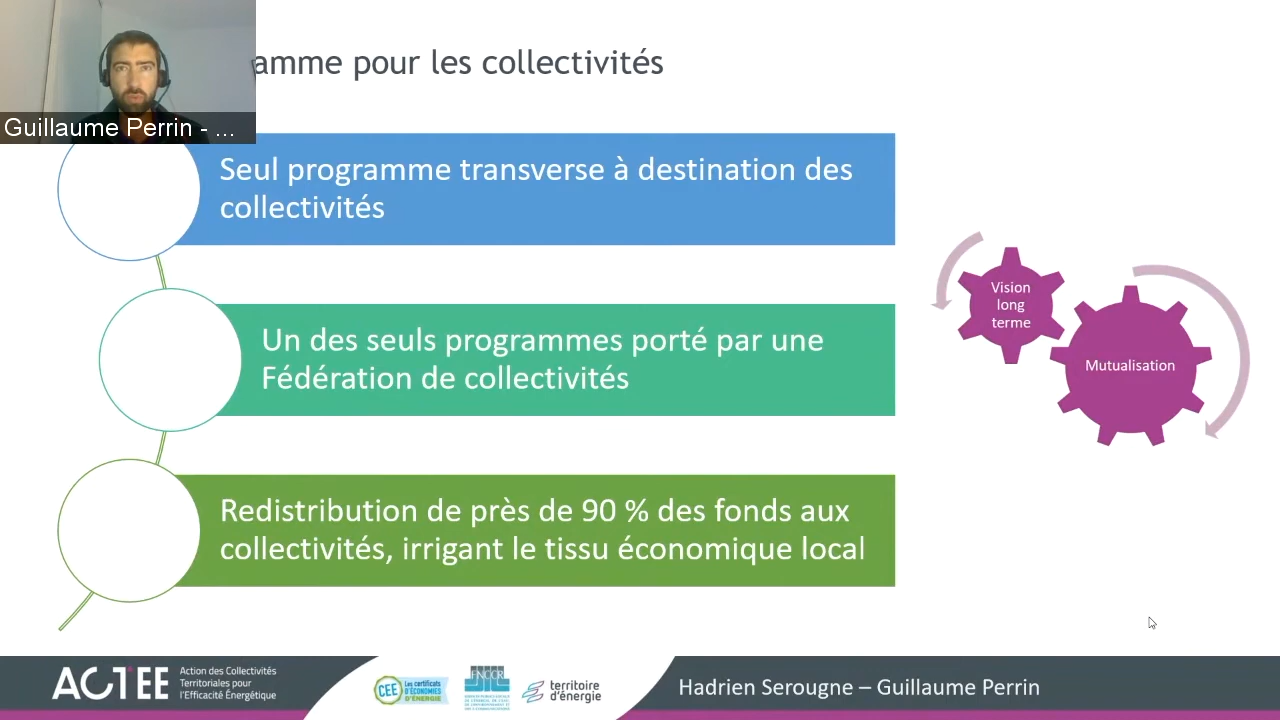 amme pour les collectivités
Guillaume Perrin - ...
Seul programme transverse à destination des
collectivités
Un des seuls programmes porté par une
Fédération de collectivités
Redistribution de près de 90 % des fonds aux
collectivités, irrigant le tissu économique local
Vision
long
terme
Mutualisation
ACTEE
Action des Collectivités
Territoriales pour
l'Efficacité Énergétique
CEE
Les certificats
D'ÉCONOMIES
D'ÉNERGIE
FNCCR
territoire
d'énergie
Hadrien Serougne – Guillaume Perrin